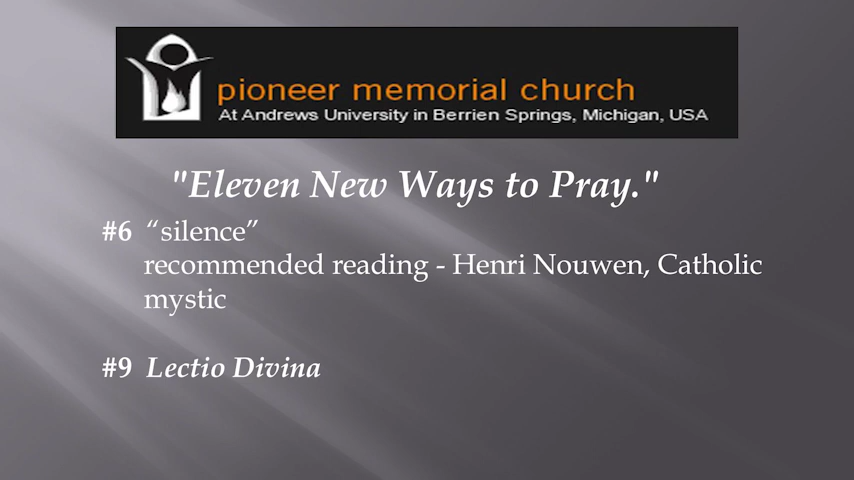 pioneer memorial church
At Andrews University in Berrien Springs, Michigan, USA
"Eleven New Ways to Pray."
#6 “silence”
recommended reading - Henri Nouwen, Catholic
mystic
#9 Lectio Divina